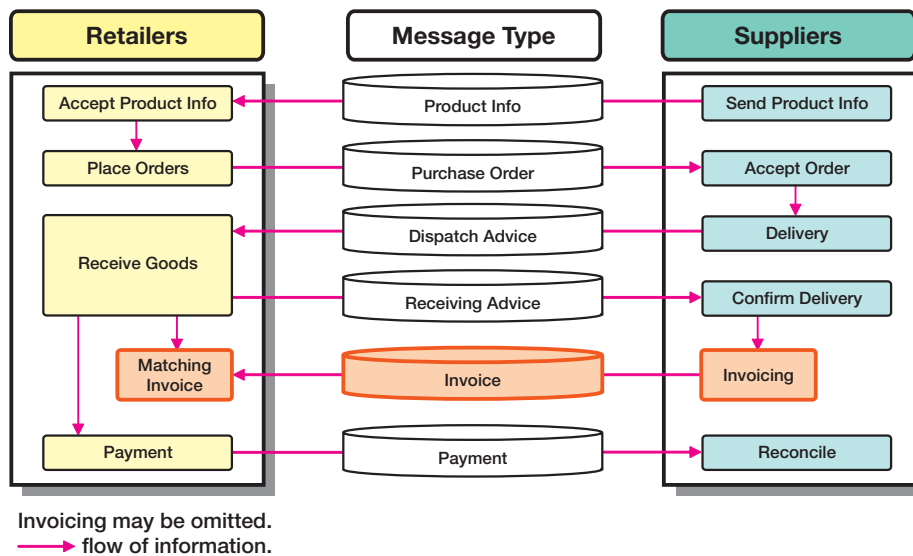 Retailers
Message Type
Suppliers
Accept Product Info
Product Info
Send Product Info
Place Orders
Purchase Order
Accept Order
Receive Goods
Dispatch Advice
Delivery
Receiving Advice
Confirm Delivery
Matching
Invoice
Invoice
Invoicing
Payment
Payment
Reconcile
Invoicing may be omitted.
flow of information.